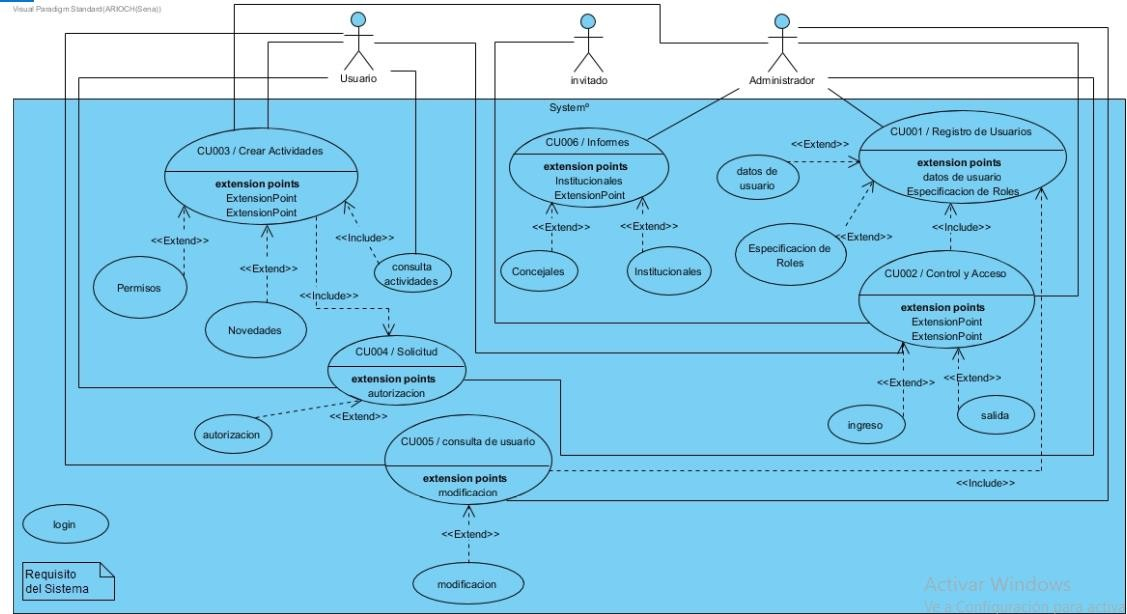 Visual Paradigm Standard(ARIOCH(Sena))
Usuario
invitado
Administrador
Systemº
CU003 / Crear Actividades
extension points
ExtensionPoint
ExtensionPoint
CU006 / Informes
extension points
Institucionales
ExtensionPoint
CU001 / Registro de Usuarios
extension points
datos de usuario
Especificacion de Roles
<<Extend>>
datos de
usuario
<<Extend>>
<<Include>>
<<Extend>>
<<Extend>>
<<Extend>>
<<Include>>
<<Extend>>
Especificacion de
Roles
Permisos
consulta
actividades
Concejales
Institucionales
CU002 / Control y Acceso
extension points
ExtensionPoint
ExtensionPoint
<<Include>>
Novedades
CU004 / Solicitud
extension points
autorizacion
<<Extend>>
<<Extend>>
<<Extend>>
autorizacion
ingreso
salida
CU005 / consulta de usuario
extension points
modificacion
<<Include>>
login
<<Extend>>
modificacion
Requisito
del Sistema
Activar Windows
Ve a Configuración para activa